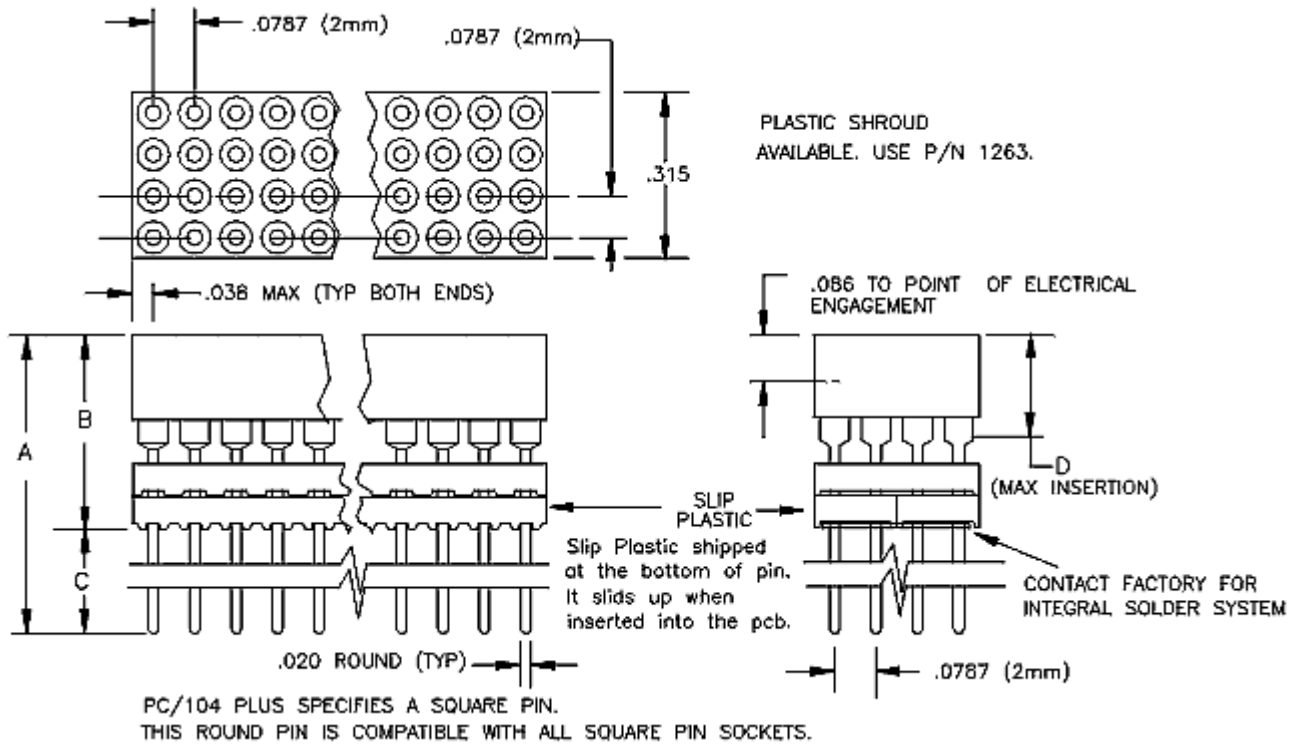 .0787 (2mm)
.0787 (2mm)
PLASTIC SHROUD
AVAILABLE. USE P/N 1263.
.315
.038 MAX (TYP BOTH ENDS)
.086 TO POINT OF ELECTRICAL
ENGAGEMENT
A
B
C
D
(MAX INSERTION)
SLIP
PLASTIC
Slip Plastic shipped
at the bottom of pin.
It slids up when
inserted into the pcb.
CONTACT FACTORY FOR
INTEGRAL SOLDER SYSTEM
.020 ROUND (TYP)
.0787 (2mm)
PC/104 PLUS SPECIFIES A SQUARE PIN.
THIS ROUND PIN IS COMPATIBLE WITH ALL SQUARE PIN SOCKETS.